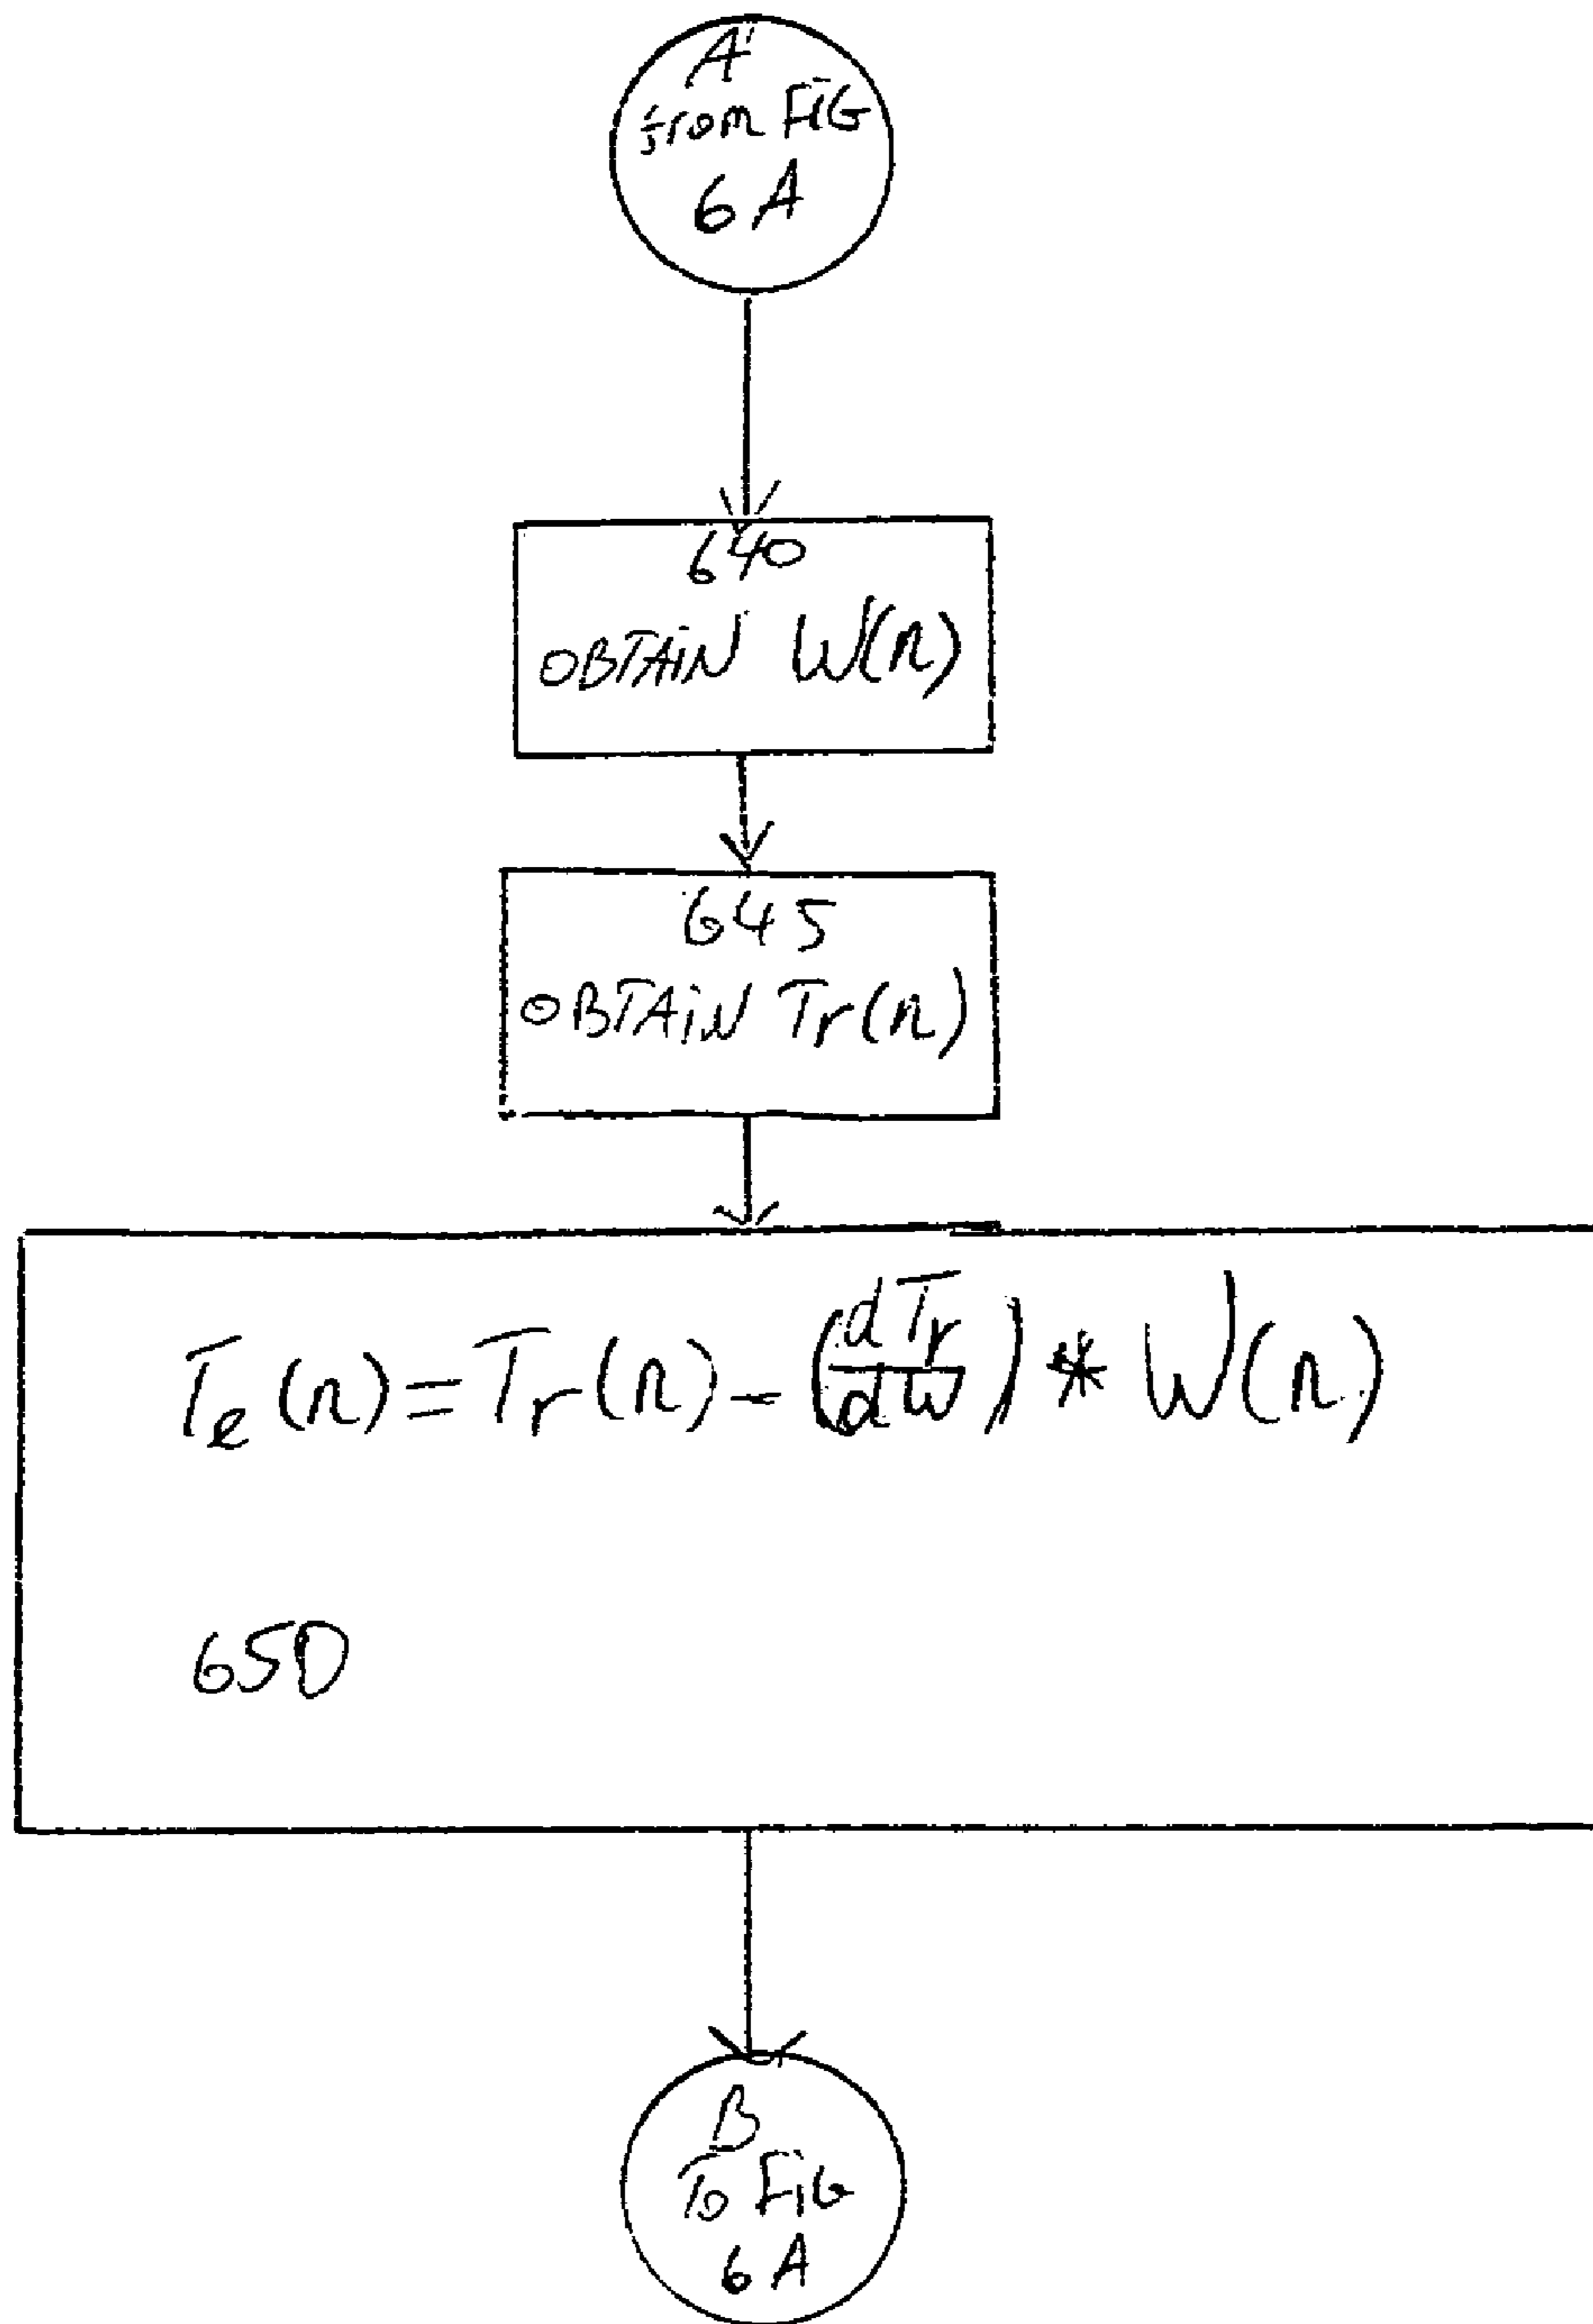 A
from FIG
6A
640
OBTAIN W(n)
645
OBTAIN Tr(n)
Te(n)=Tr(n)-(dTr/dW)*W(n)
650
B
To FIG
6A